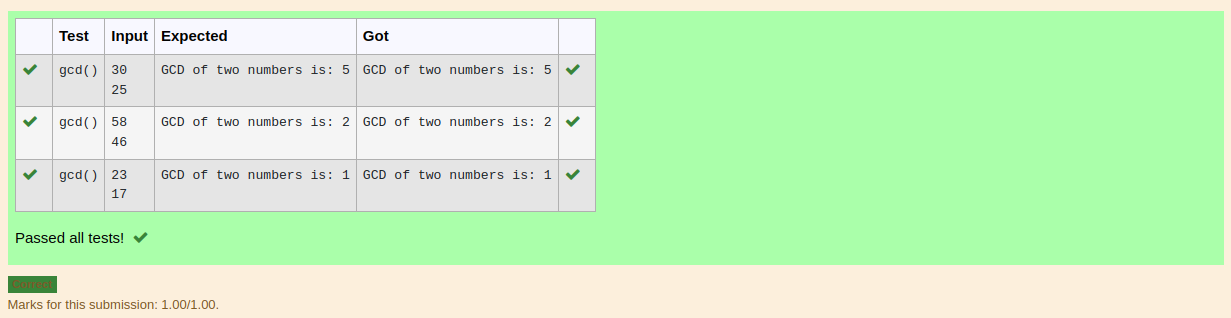 Test Input Expected Got
gcd() 30 GCD of two numbers is: 5 GCD of two numbers is: 5
25
gcd() 58 GCD of two numbers is: 2 GCD of two numbers is: 2
46
gcd() 23 GCD of two numbers is: 1 GCD of two numbers is: 1
17
Passed all tests!
Correct
Marks for this submission: 1.00/1.00.